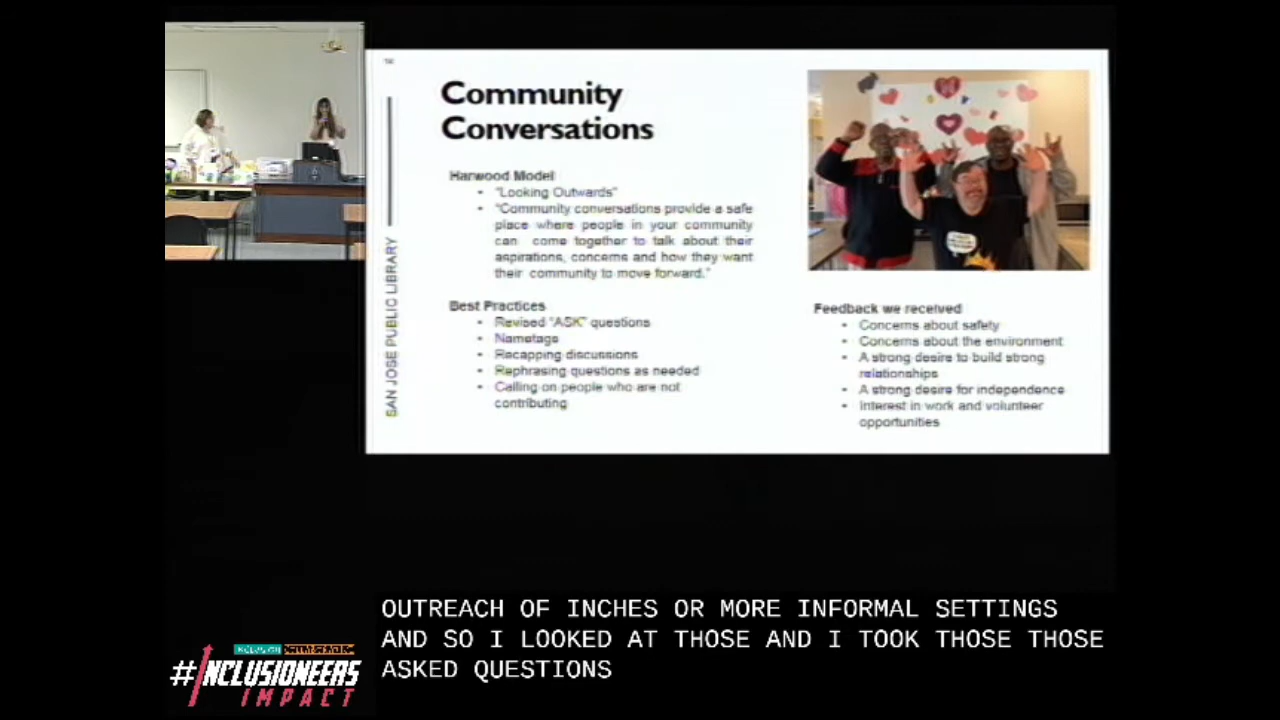 Community
Conversations
Harwood Model
"Looking Outwards"
"Community conversations provide a safe
place where people in your community
can come together to talk about their
aspirations, concerns and how they want
their community to move forward."
Best Practices
Revised "ASK" questions
Nametags
Recapping discussions
Rephrasing questions as needed
Calling on people who are not
contributing
SAN JOSE PUBLIC LIBRARY
Feedback we received
Concerns about safety
Concerns about the environment
A strong desire to build strong
relationships
A strong desire for independence
Interest in work and volunteer
opportunities
OUTREACH OF INCHES OR MORE INFORMAL SETTINGS
AND SO I LOOKED AT THOSE AND I TOOK THOSE THOSE
ASKED QUESTIONS
#INCLUSIONEERS
IMPACT